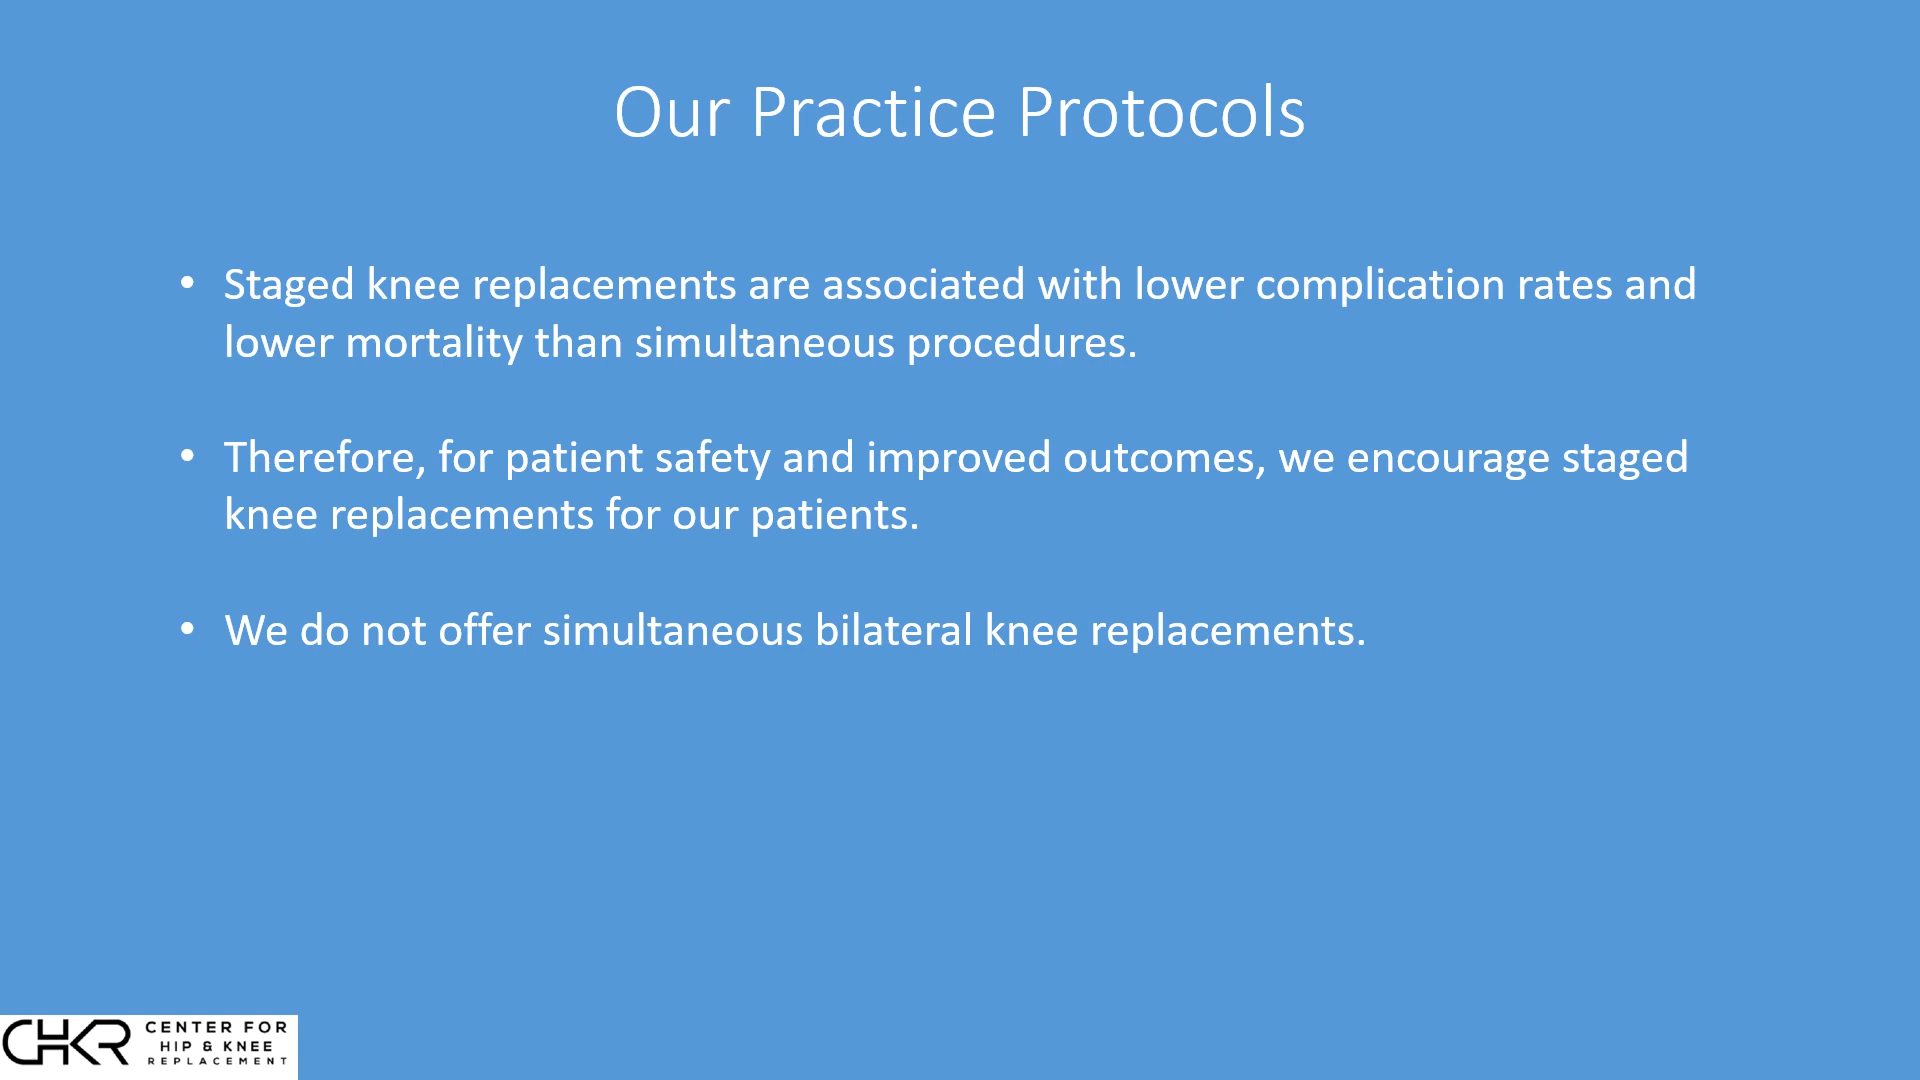 Our Practice Protocols
• Staged knee replacements are associated with lower complication rates and
lower mortality than simultaneous procedures.
• Therefore, for patient safety and improved outcomes, we encourage staged
knee replacements for our patients.
• We do not offer simultaneous bilateral knee replacements.
CHKR
CENTER FOR
HIP & KNEE
REPLACEMENT